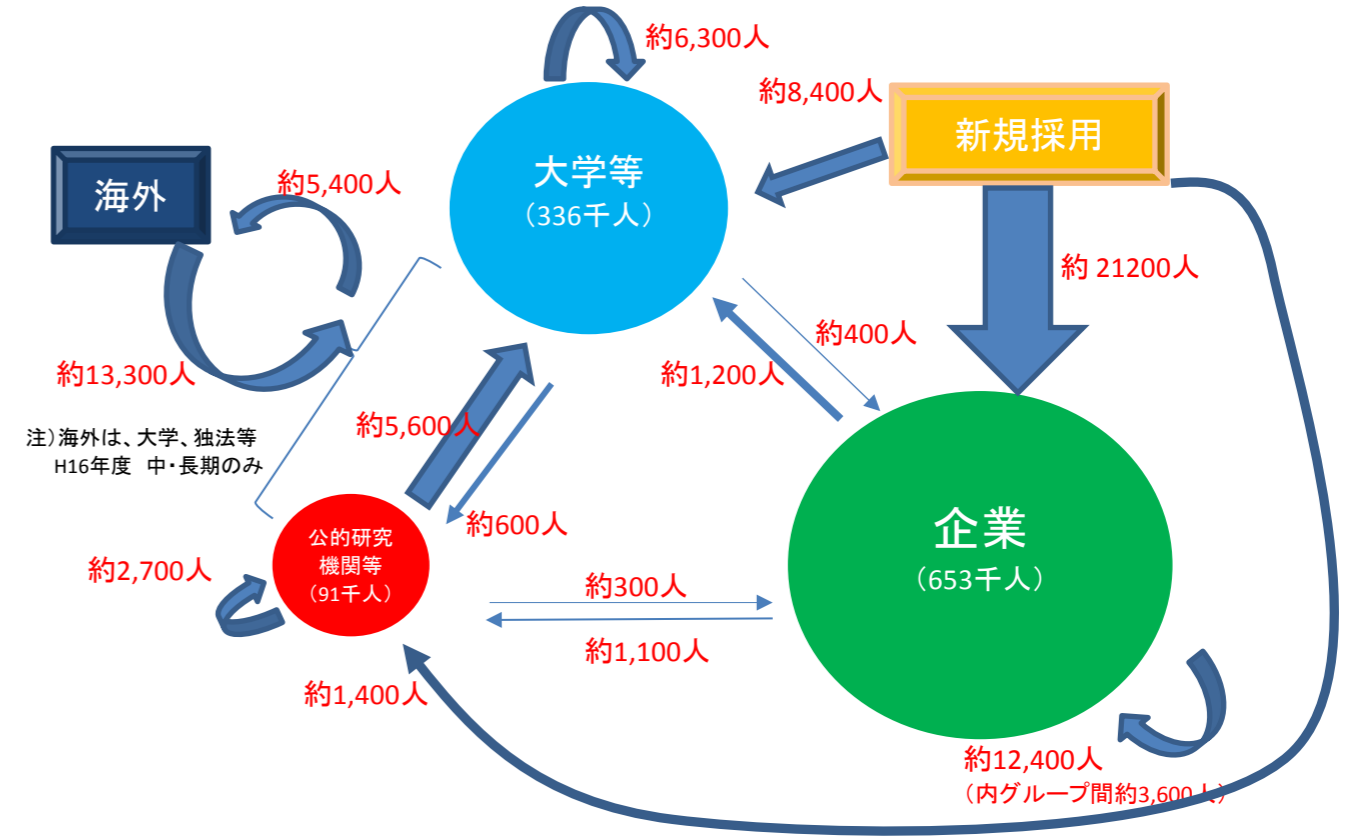 約6,300人
約8,400人
新規採用
大学等
（336千人）
海外
約5,400人
約 21200人
約400人
約13,300人
約1,200人
約5,600人
注）海外は、大学、独法等
H16年度 中・長期のみ
約600人
企業
（653千人）
公的研究
機関等
（91千人）
約2,700人
約300人
約1,100人
約1,400人
約12,400人
（内グループ間約3,600人）